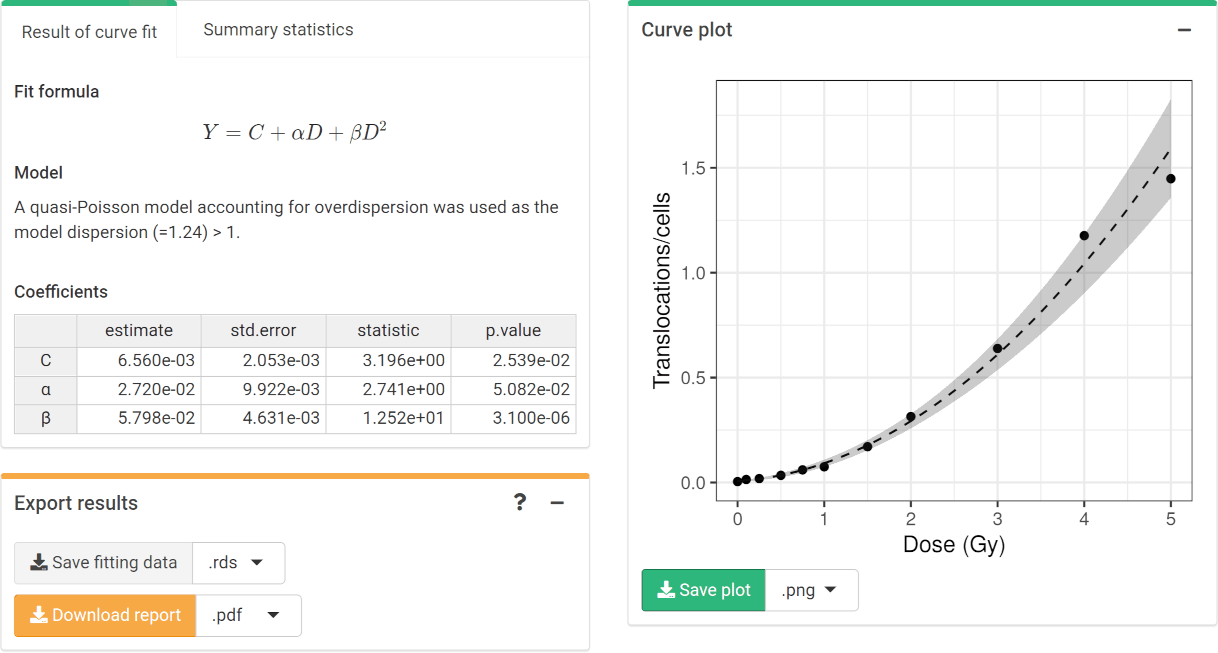 Result of curve fit
Summary statistics
Fit formula
Y = C + αD + βD²
Model
A quasi-Poisson model accounting for overdispersion was used as the
model dispersion (=1.24) > 1.
Coefficients
estimate std.error statistic p.value
C 6.560e-03 2.053e-03 3.196e+00 2.539e-02
α 2.720e-02 9.922e-03 2.741e+00 5.082e-02
β 5.798e-02 4.631e-03 1.252e+01 3.100e-06
Export results ? −
Save fitting data .rds
Download report .pdf
Curve plot −
Translocations/cells
1.5
1.0
0.5
0.0
0 1 2 3 4 5
Dose (Gy)
Save plot .png